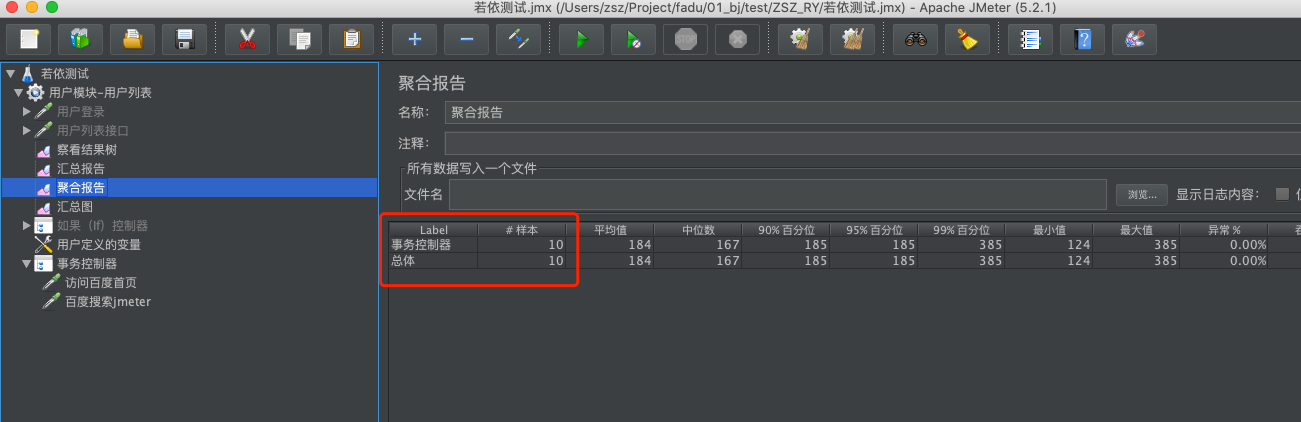 若依测试.jmx (/Users/zsz/Project/fadu/01_bj/test/ZSZ_RY/若依测试.jmx) - Apache JMeter (5.2.1)
STOP
若依测试
用户模块-用户列表
用户登录
用户列表接口
察看结果树
汇总报告
聚合报告
汇总图
如果（If）控制器
用户定义的变量
事务控制器
访问百度首页
百度搜索jmeter
聚合报告
名称： 聚合报告
注释：
所有数据写入一个文件
文件名 浏览... 显示日志内容：
Label # 样本 平均值 中位数 90% 百分位 95% 百分位 99% 百分位 最小值 最大值 异常 %
事务控制器 10 184 167 185 185 385 124 385 0.00%
总体 10 184 167 185 185 385 124 385 0.00%